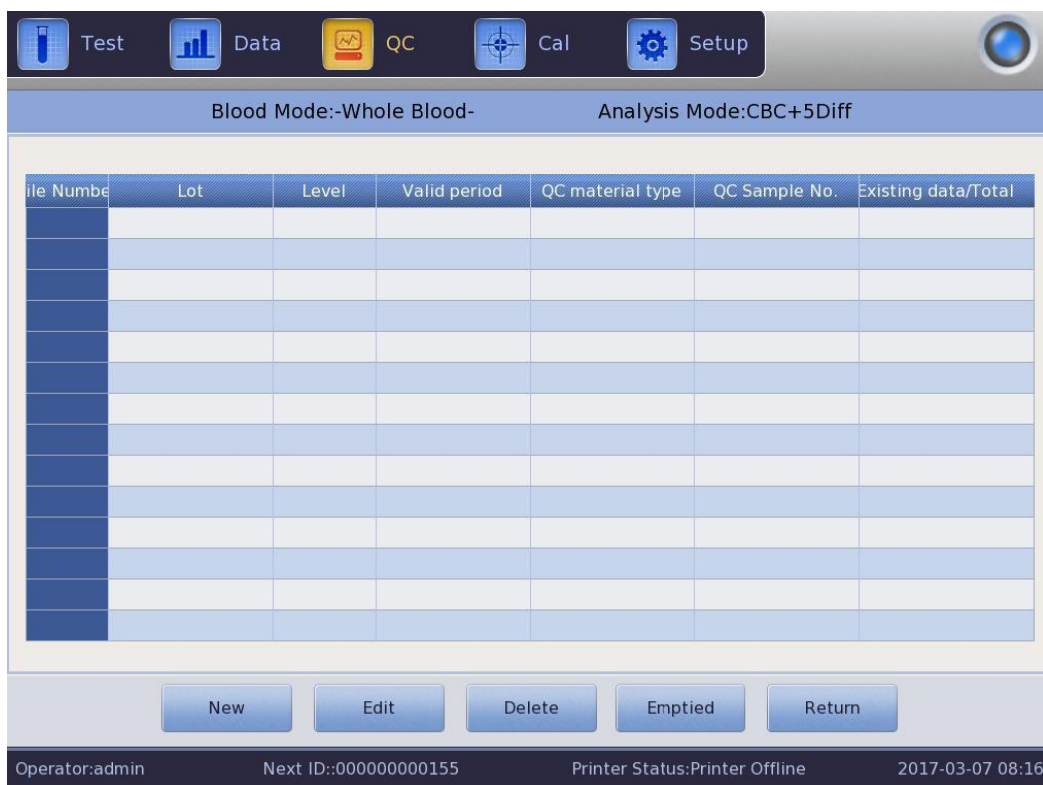 Test Data QC Cal Setup
Blood Mode:-Whole Blood- Analysis Mode:CBC+5Diff
ile Numbe Lot Level Valid period QC material type QC Sample No. Existing data/Total
New Edit Delete Emptied Return
Operator:admin Next ID::000000000155 Printer Status:Printer Offline 2017-03-07 08:16